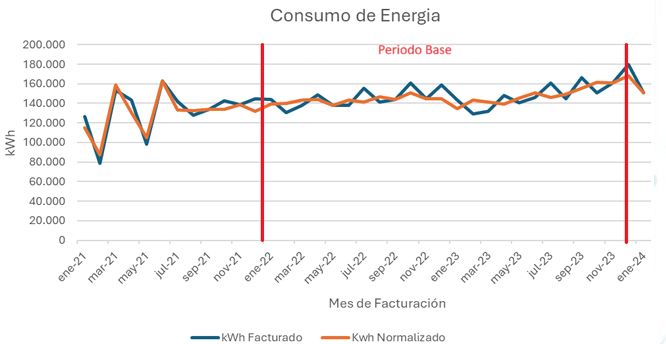 Consumo de Energia
Periodo Base
200.000
180.000
160.000
140.000
120.000
100.000
80.000
60.000
40.000
20.000
0
kWh
ene-21
mar-21
may-21
jul-21
sep-21
nov-21
ene-22
mar-22
may-22
jul-22
sep-22
nov-22
ene-23
mar-23
may-23
jul-23
sep-23
nov-23
ene-24
Mes de Facturación
kWh Facturado
Kwh Normalizado